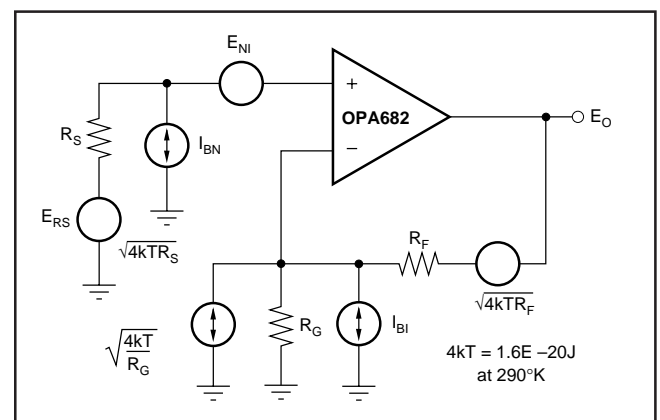 E_NI
+
OPA682
−
E_O
R_S
I_BN
E_RS
√4kTR_S
R_F
√4kTR_F
√4kT/R_G
R_G
I_BI
4kT = 1.6E –20J
at 290°K